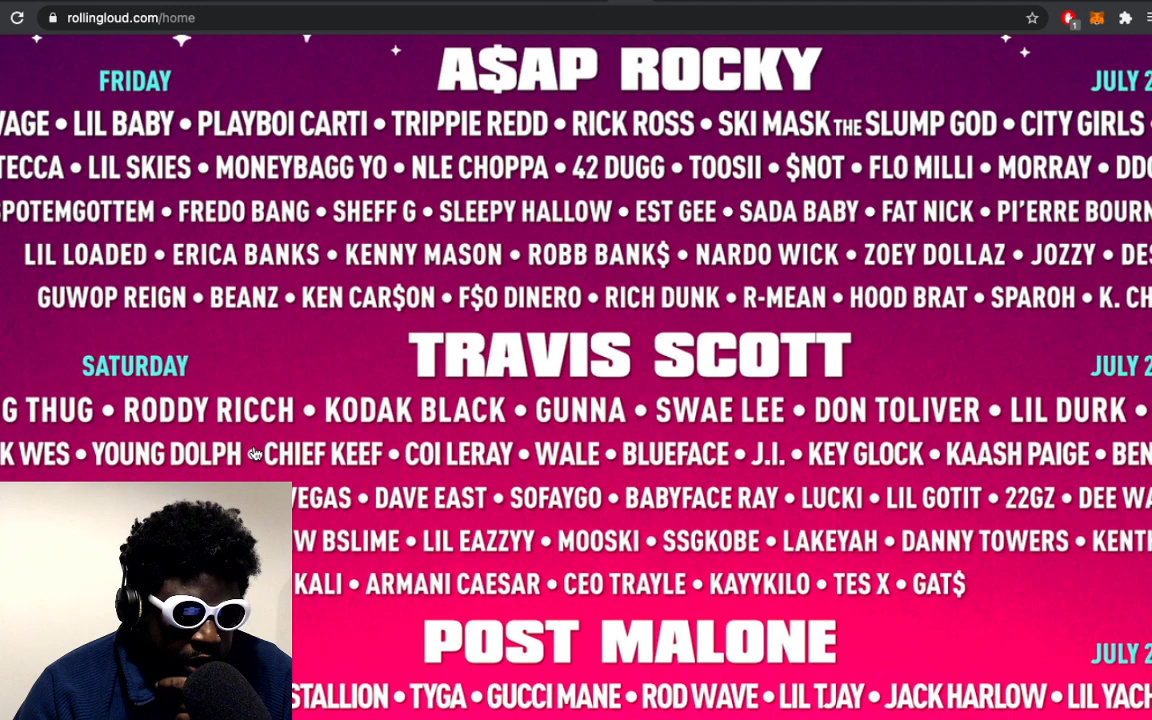 rollingloud.com/home
1
A$AP ROCKY
FRIDAY JULY 2
VAGE • LIL BABY • PLAYBOI CARTI • TRIPPIE REDD • RICK ROSS • SKI MASK THE SLUMP GOD • CITY GIRLS •
TECCA • LIL SKIES • MONEYBAGG YO • NLE CHOPPA • 42 DUGG • TOOSII • $NOT • FLO MILLI • MORRAY • DDG
SPOTEMGOTTEM • FREDO BANG • SHEFF G • SLEEPY HALLOW • EST GEE • SADA BABY • FAT NICK • PI'ERRE BOURN
LIL LOADED • ERICA BANKS • KENNY MASON • ROBB BANK$ • NARDO WICK • ZOEY DOLLAZ • JOZZY • DES
GUWOP REIGN • BEANZ • KEN CAR$ON • F$O DINERO • RICH DUNK • R-MEAN • HOOD BRAT • SPAROH • K. CH
TRAVIS SCOTT
SATURDAY JULY 2
G THUG • RODDY RICCH • KODAK BLACK • GUNNA • SWAE LEE • DON TOLIVER • LIL DURK •
K WES • YOUNG DOLPH • CHIEF KEEF • COI LERAY • WALE • BLUEFACE • J.I. • KEY GLOCK • KAASH PAIGE • BEN
VEGAS • DAVE EAST • SOFAYGO • BABYFACE RAY • LUCKI • LIL GOTIT • 22GZ • DEE WA
W BSLIME • LIL EAZZYY • MOOSKI • SSGKOBE • LAKEYAH • DANNY TOWERS • KENTH
KALI • ARMANI CAESAR • CEO TRAYLE • KAYYKILO • TES X • GAT$
POST MALONE
JULY 2
STALLION • TYGA • GUCCI MANE • ROD WAVE • LIL TJAY • JACK HARLOW • LIL YACH